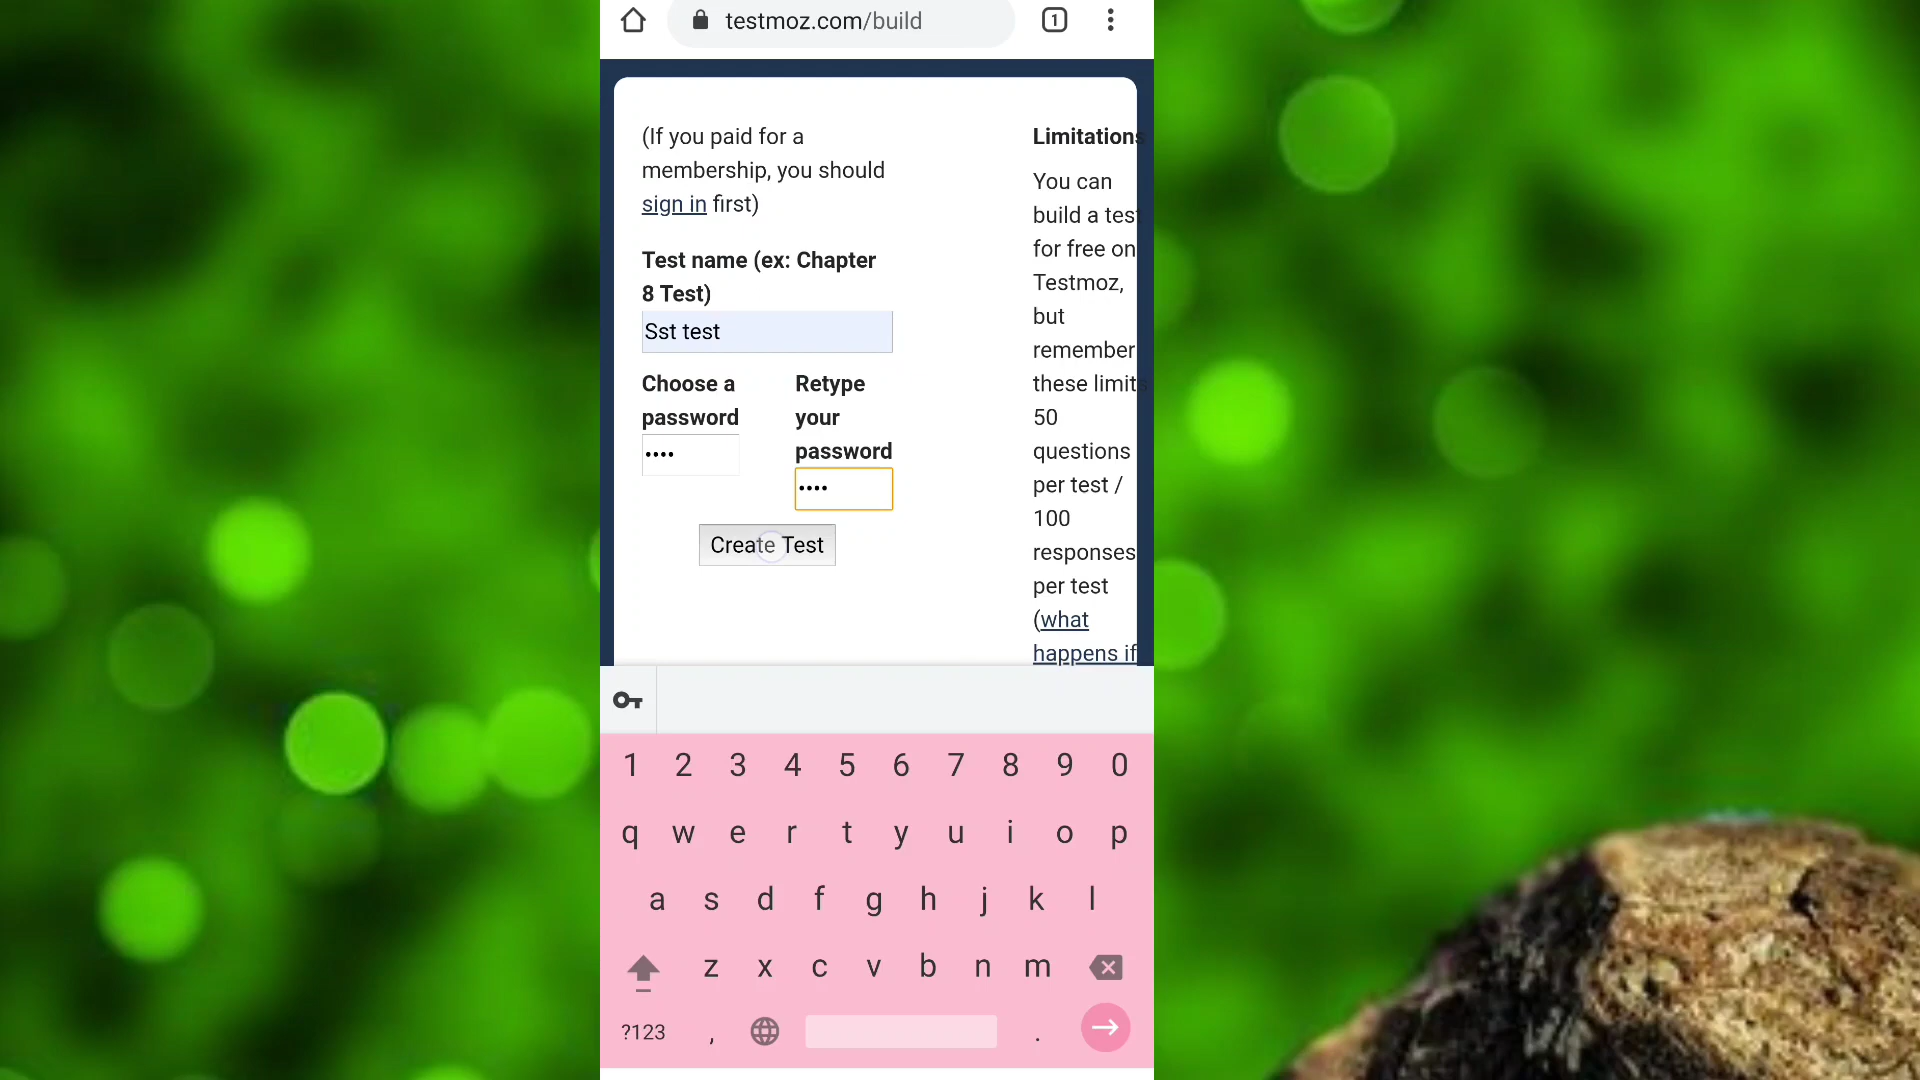 testmoz.com/build
1
(If you paid for a
membership, you should
sign in first)
Test name (ex: Chapter
8 Test)
Sst test
Choose a
password
••••
Retype
your
password
••••
Create Test
Limitations
You can
build a test
for free on
Testmoz,
but
remember
these limits
50
questions
per test /
100
responses
per test
(what
happens if
1 2 3 4 5 6 7 8 9 0
q w e r t y u i o p
a s d f g h j k l
z x c v b n m
?123 , .